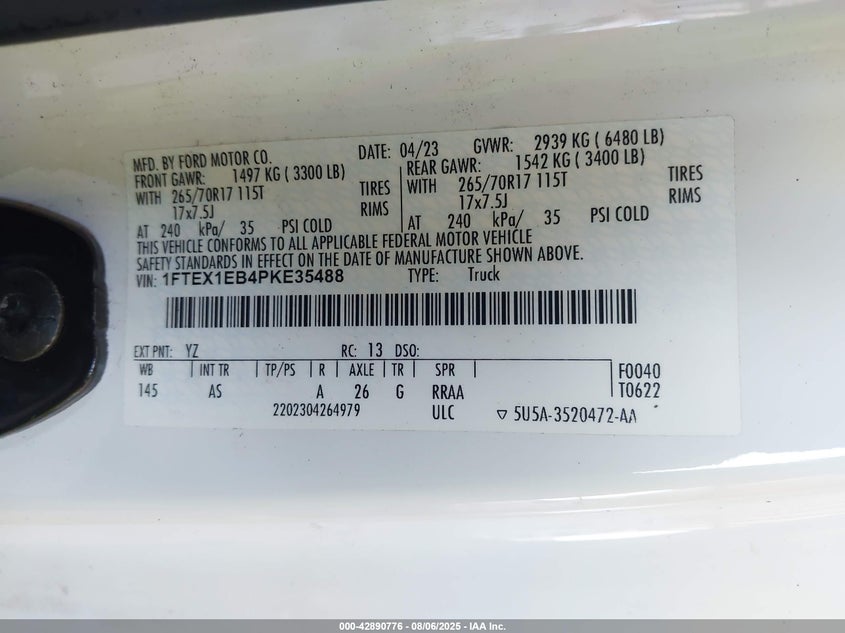 MFD. BY FORD MOTOR CO.
DATE: 04/23 GVWR: 2939 KG ( 6480 LB)
FRONT GAWR: 1497 KG ( 3300 LB)
WITH 265/70R17 115T TIRES
17x7.5J RIMS
AT 240 kPa/ 35 PSI COLD
REAR GAWR: 1542 KG ( 3400 LB)
WITH 265/70R17 115T TIRES
17x7.5J RIMS
AT 240 kPa/ 35 PSI COLD
THIS VEHICLE CONFORMS TO ALL APPLICABLE FEDERAL MOTOR VEHICLE
SAFETY STANDARDS IN EFFECT ON THE DATE OF MANUFACTURE SHOWN ABOVE.
VIN: 1FTEX1EB4PKE35488 TYPE: Truck
EXT PNT: YZ RC: 13 DSO:
WB INT TR TP/PS R AXLE TR SPR F0040
145 AS A 26 G RRAA T0622
2202304264979 ULC ▽ 5U5A-3520472-AA
000-42890776 - 08/06/2025 - IAA Inc.